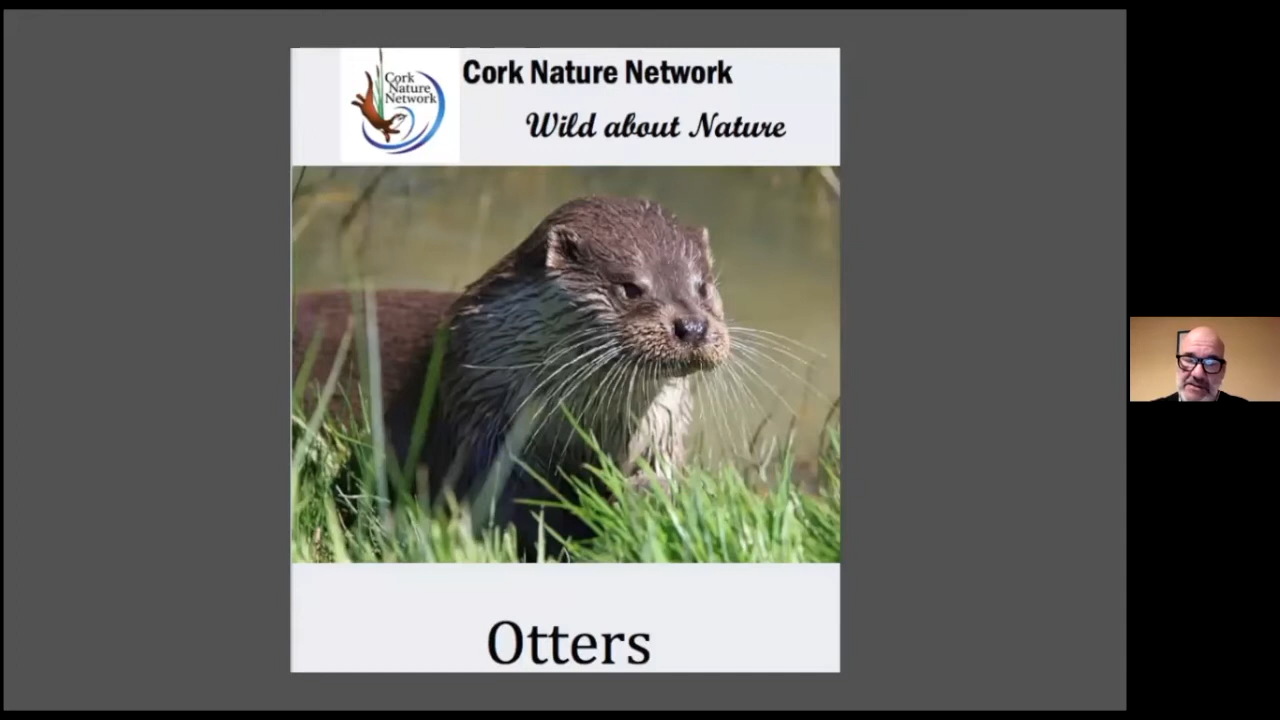 Cork
Nature
Network
Cork Nature Network
Wild about Nature
Otters